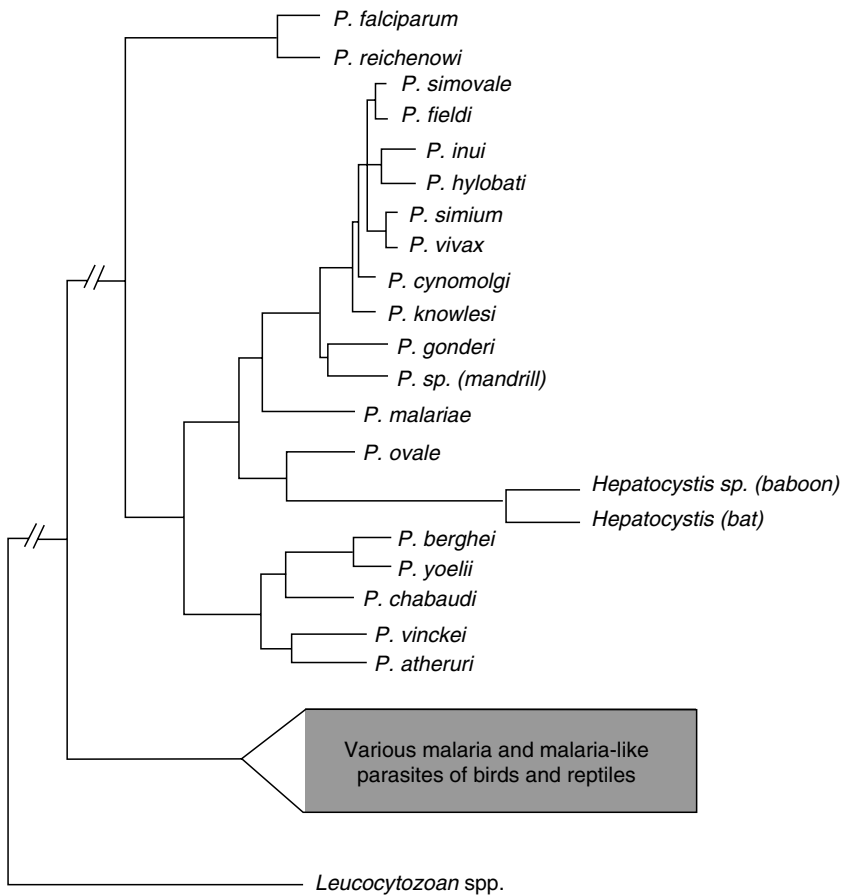 P. falciparum
P. reichenowi
P. simovale
P. fieldi
P. inui
P. hylobati
P. simium
P. vivax
P. cynomolgi
P. knowlesi
P. gonderi
P. sp. (mandrill)
P. malariae
P. ovale
Hepatocystis sp. (baboon)
Hepatocystis (bat)
P. berghei
P. yoelii
P. chabaudi
P. vinckei
P. atheruri
Various malaria and malaria-like
parasites of birds and reptiles
Leucocytozoan spp.